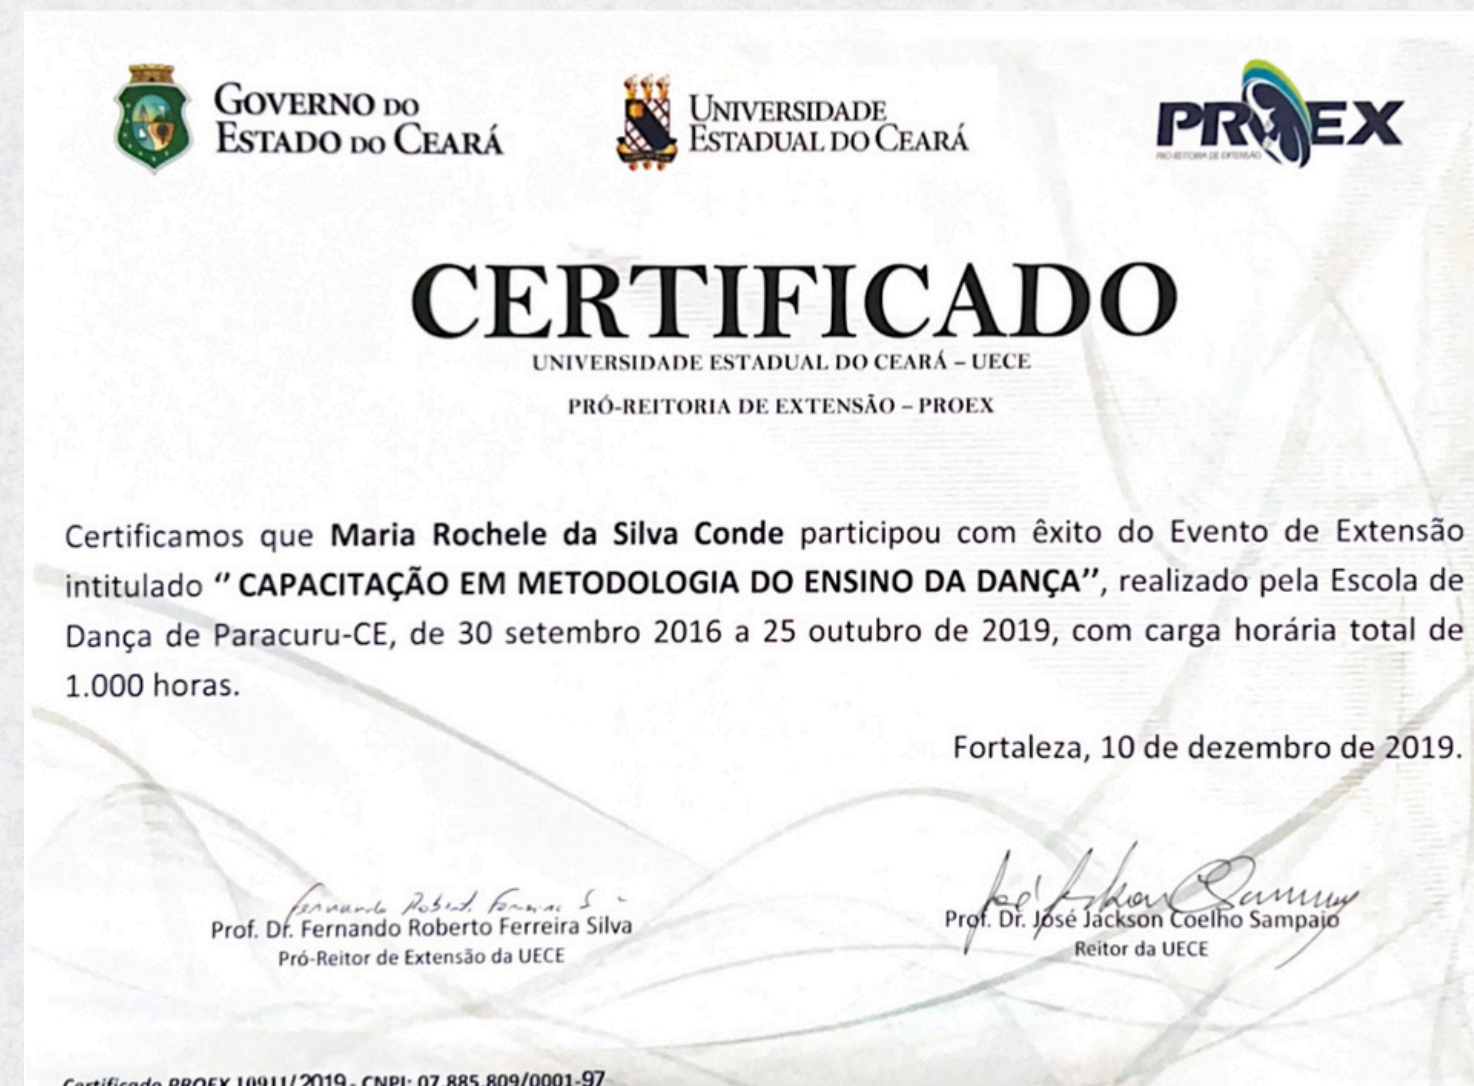 GOVERNO DO
ESTADO DO CEARÁ
UNIVERSIDADE
ESTADUAL DO CEARÁ
PROEX
PRÓ-REITORIA DE EXTENSÃO
CERTIFICADO
UNIVERSIDADE ESTADUAL DO CEARÁ – UECE
PRÓ-REITORIA DE EXTENSÃO – PROEX
Certificamos que Maria Rochele da Silva Conde participou com êxito do Evento de Extensão
intitulado “ CAPACITAÇÃO EM METODOLOGIA DO ENSINO DA DANÇA”, realizado pela Escola de
Dança de Paracuru-CE, de 30 setembro 2016 a 25 outubro de 2019, com carga horária total de
1.000 horas.
Fortaleza, 10 de dezembro de 2019.
Prof. Dr. Fernando Roberto Ferreira Silva
Pró-Reitor de Extensão da UECE
Prof. Dr. José Jackson Coelho Sampaio
Reitor da UECE
Certificado PROEX 10911/2019 - CNPJ: 07.885.809/0001-97